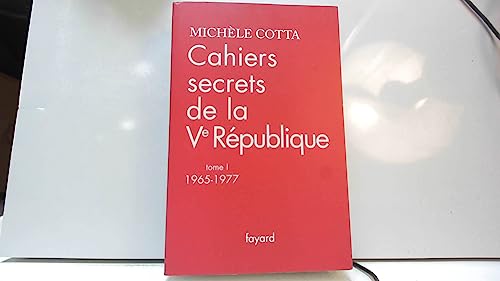 MICHÈLE COTTA
Cahiers
secrets
de la
Ve République
tome I
1965-1977
fayard